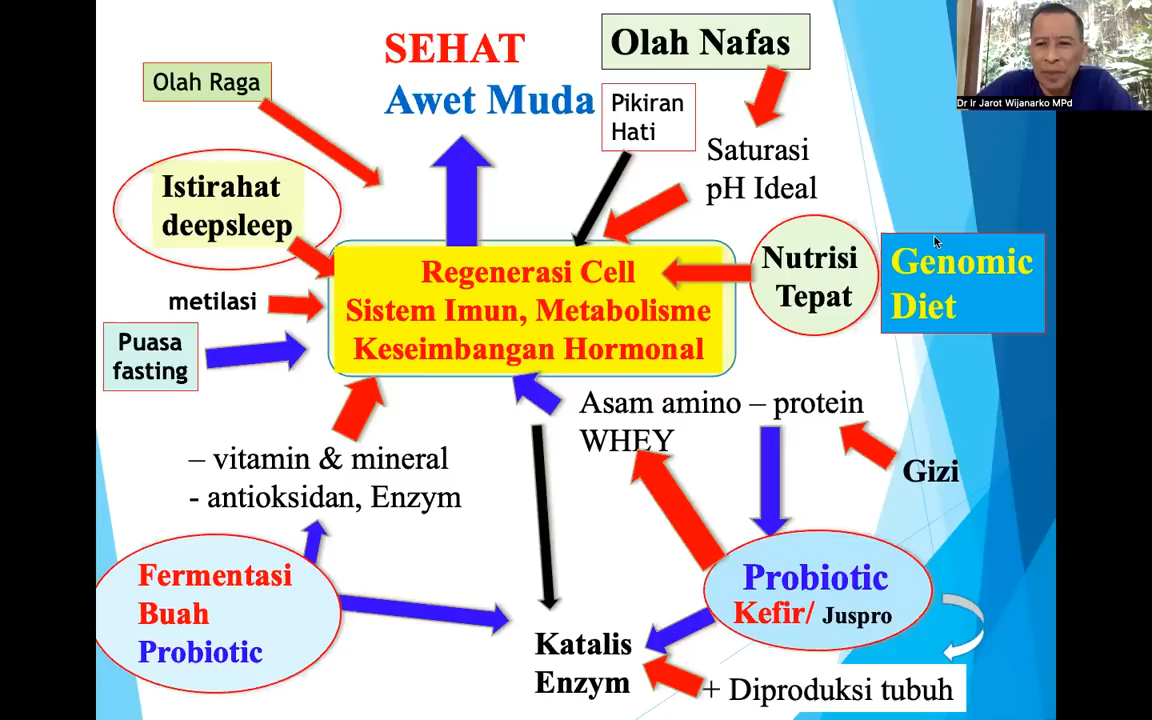 SEHAT
Awet Muda
Olah Nafas
Dr Ir Jarot Wijanarko MPd
Olah Raga
Pikiran
Hati
Saturasi
pH Ideal
Istirahat
deepsleep
Nutrisi
Tepat
Genomic
Diet
Regenerasi Cell
Sistem Imun, Metabolisme
Keseimbangan Hormonal
metilasi
Puasa
fasting
Asam amino – protein
WHEY
Gizi
– vitamin & mineral
- antioksidan, Enzym
Fermentasi
Buah
Probiotic
Probiotic
Kefir/ Juspro
Katalis
Enzym
+ Diproduksi tubuh